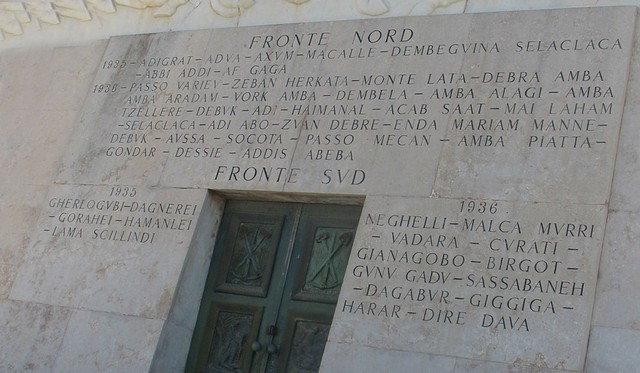 FRONTE NORD
1935-ADIGRAT-ADVA-AXVM-MACALLE-DEMBEGVINA SELACLACA
-ABBI ADDI-AF GAGA
1936-PASSO VARIEV-ZEBAN HERKATA-MONTE LATA-DEBRA AMBA
AMBA ARADAM-VORK AMBA-DEMBELA-AMBA ALAGI-AMBA
TZELLERE-DEBVK-ADI-HAIMANAL-ACAB SAAT-MAI LAHAM
-SELACLACA-ADI ABO-ZVAN DEBRE-ENDA MARIAM MANNE-
DEBVK-AVSSA-SOCOTA-PASSO MECAN-AMBA PIATTA-
GONDAR-DESSIE-ADDIS ABEBA
FRONTE SVD
1935
GHERLOGVBI-DAGNEREI
-GORAHEI-HAMANLEI
-LAMA SCILLINDI
1936
NEGHELLI-MALCA MVRRI
-VADARA-CVRATI-
GIANAGOBO-BIRGOT-
GVNV GADV-SASSABANEH
-DAGABVR-GIGGIGA-
HARAR-DIRE DAVA